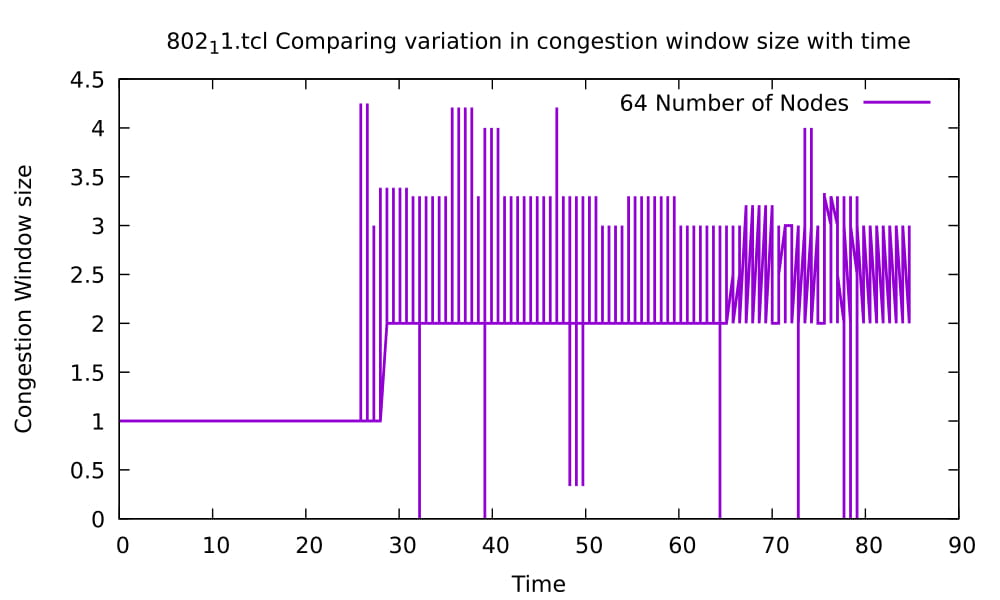 802₁1.tcl Comparing variation in congestion window size with time
64 Number of Nodes
Congestion Window size
4.5
4
3.5
3
2.5
2
1.5
1
0.5
0
0 10 20 30 40 50 60 70 80 90
Time